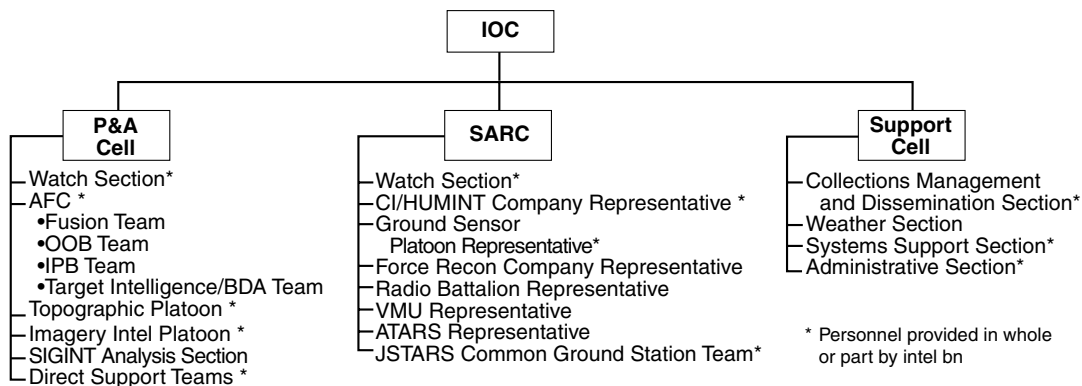 IOC
P&A
Cell
Watch Section*
AFC *
•Fusion Team
•OOB Team
•IPB Team
•Target Intelligence/BDA Team
Topographic Platoon *
Imagery Intel Platoon *
SIGINT Analysis Section
Direct Support Teams *
SARC
Watch Section*
CI/HUMINT Company Representative *
Ground Sensor
Platoon Representative*
Force Recon Company Representative
Radio Battalion Representative
VMU Representative
ATARS Representative
JSTARS Common Ground Station Team*
Support
Cell
Collections Management
and Dissemination Section*
Weather Section
Systems Support Section*
Administrative Section*
* Personnel provided in whole
or part by intel bn